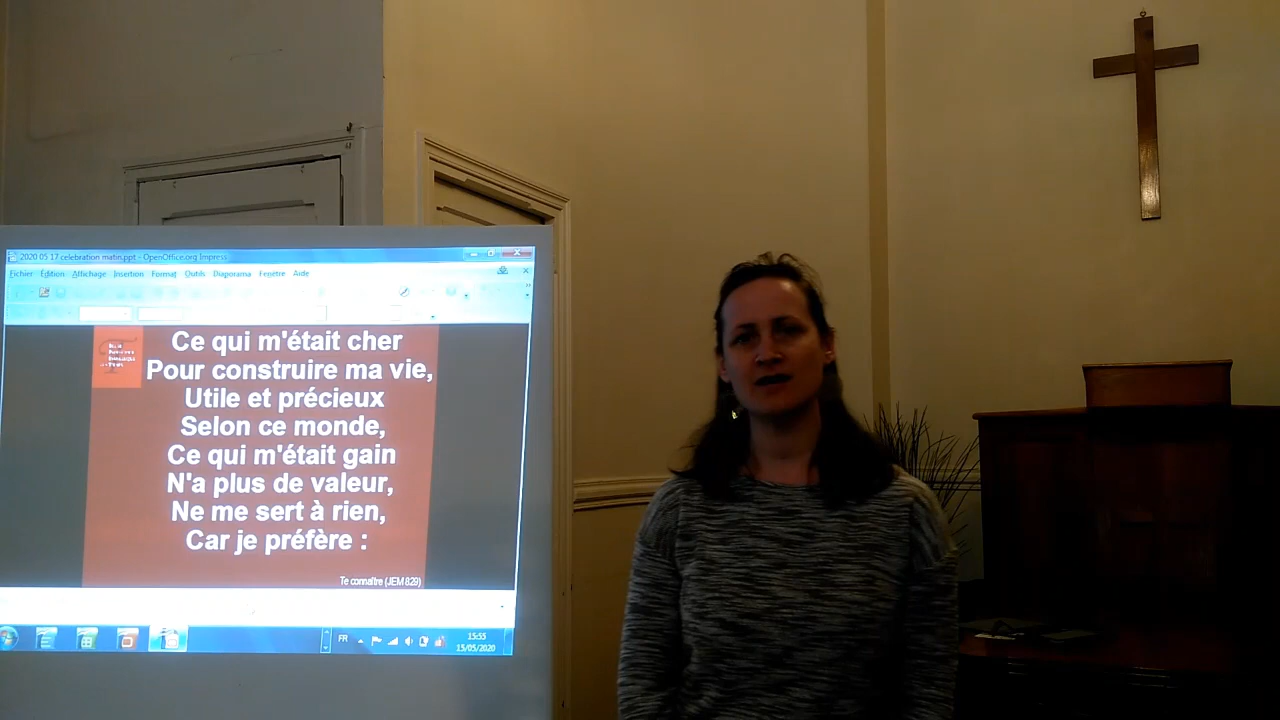 2020 05 17 celebration matin.ppt - OpenOffice.org Impress
Fichier Édition Affichage Insertion Format Outils Diaporama Fenêtre Aide
Ce qui m'était cher
Pour construire ma vie,
Utile et précieux
Selon ce monde,
Ce qui m'était gain
N'a plus de valeur,
Ne me sert à rien,
Car je préfère :
Te connaître (JEM 829)
FR
15:55
15/05/2020